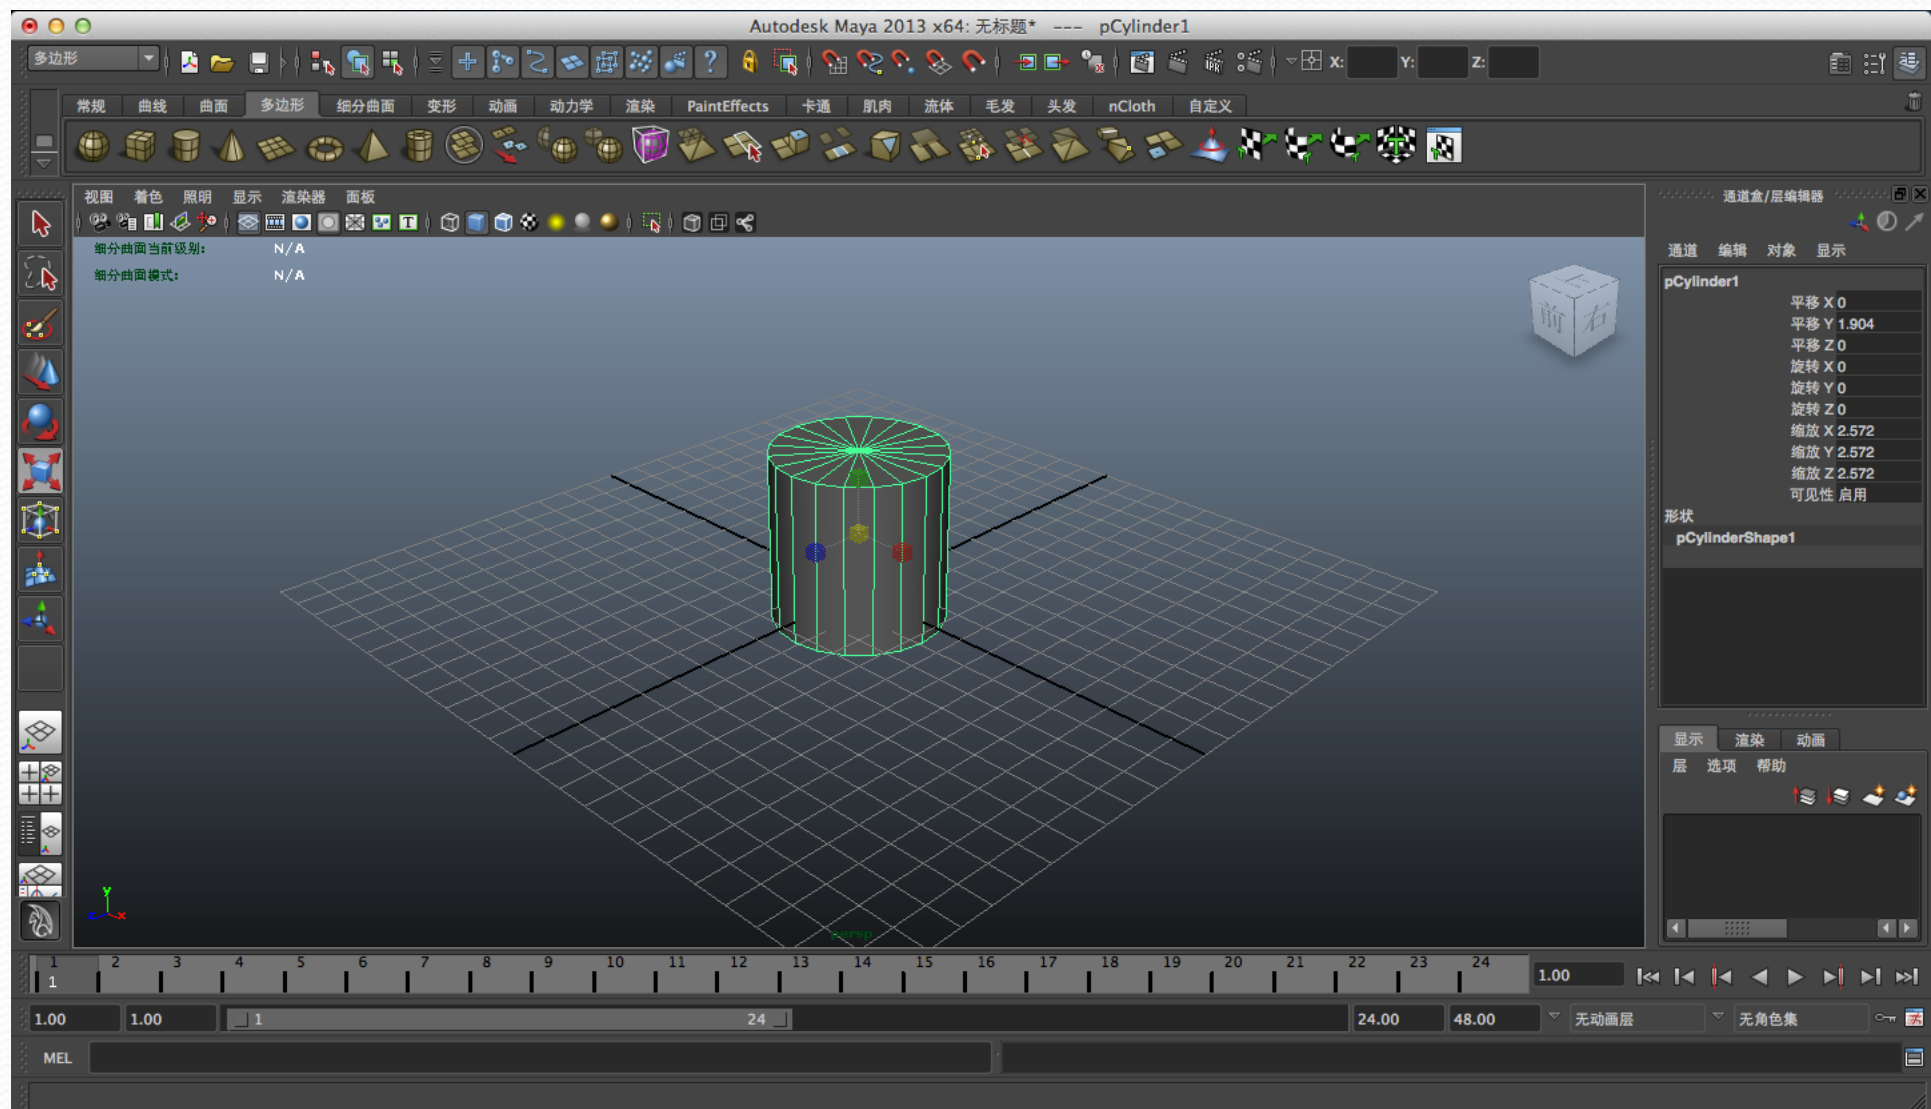 Autodesk Maya 2013 x64: 无标题* --- pCylinder1
多边形 X: Y: Z:
常规 曲线 曲面 多边形 细分曲面 变形 动画 动力学 渲染 PaintEffects 卡通 肌肉 流体 毛发 头发 nCloth 自定义
视图 着色 照明 显示 渲染器 面板
细分曲面当前级别: N/A
细分曲面模式: N/A
前 右
y
z x
persp
通道盒/层编辑器
通道 编辑 对象 显示
pCylinder1
平移 X 0
平移 Y 1.904
平移 Z 0
旋转 X 0
旋转 Y 0
旋转 Z 0
缩放 X 2.572
缩放 Y 2.572
缩放 Z 2.572
可见性 启用
形状
pCylinderShape1
显示 渲染 动画
层 选项 帮助
1 2 3 4 5 6 7 8 9 10 11 12 13 14 15 16 17 18 19 20 21 22 23 24
1 1.00
1.00 1.00 1 24 24.00 48.00 无动画层 无角色集
MEL